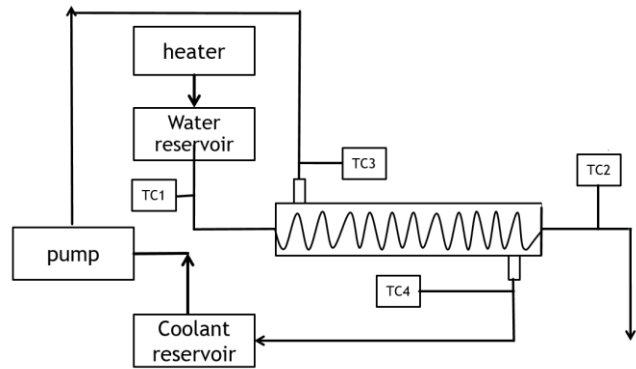 heater
Water
reservoir
TC3
TC2
TC1
pump
TC4
Coolant
reservoir